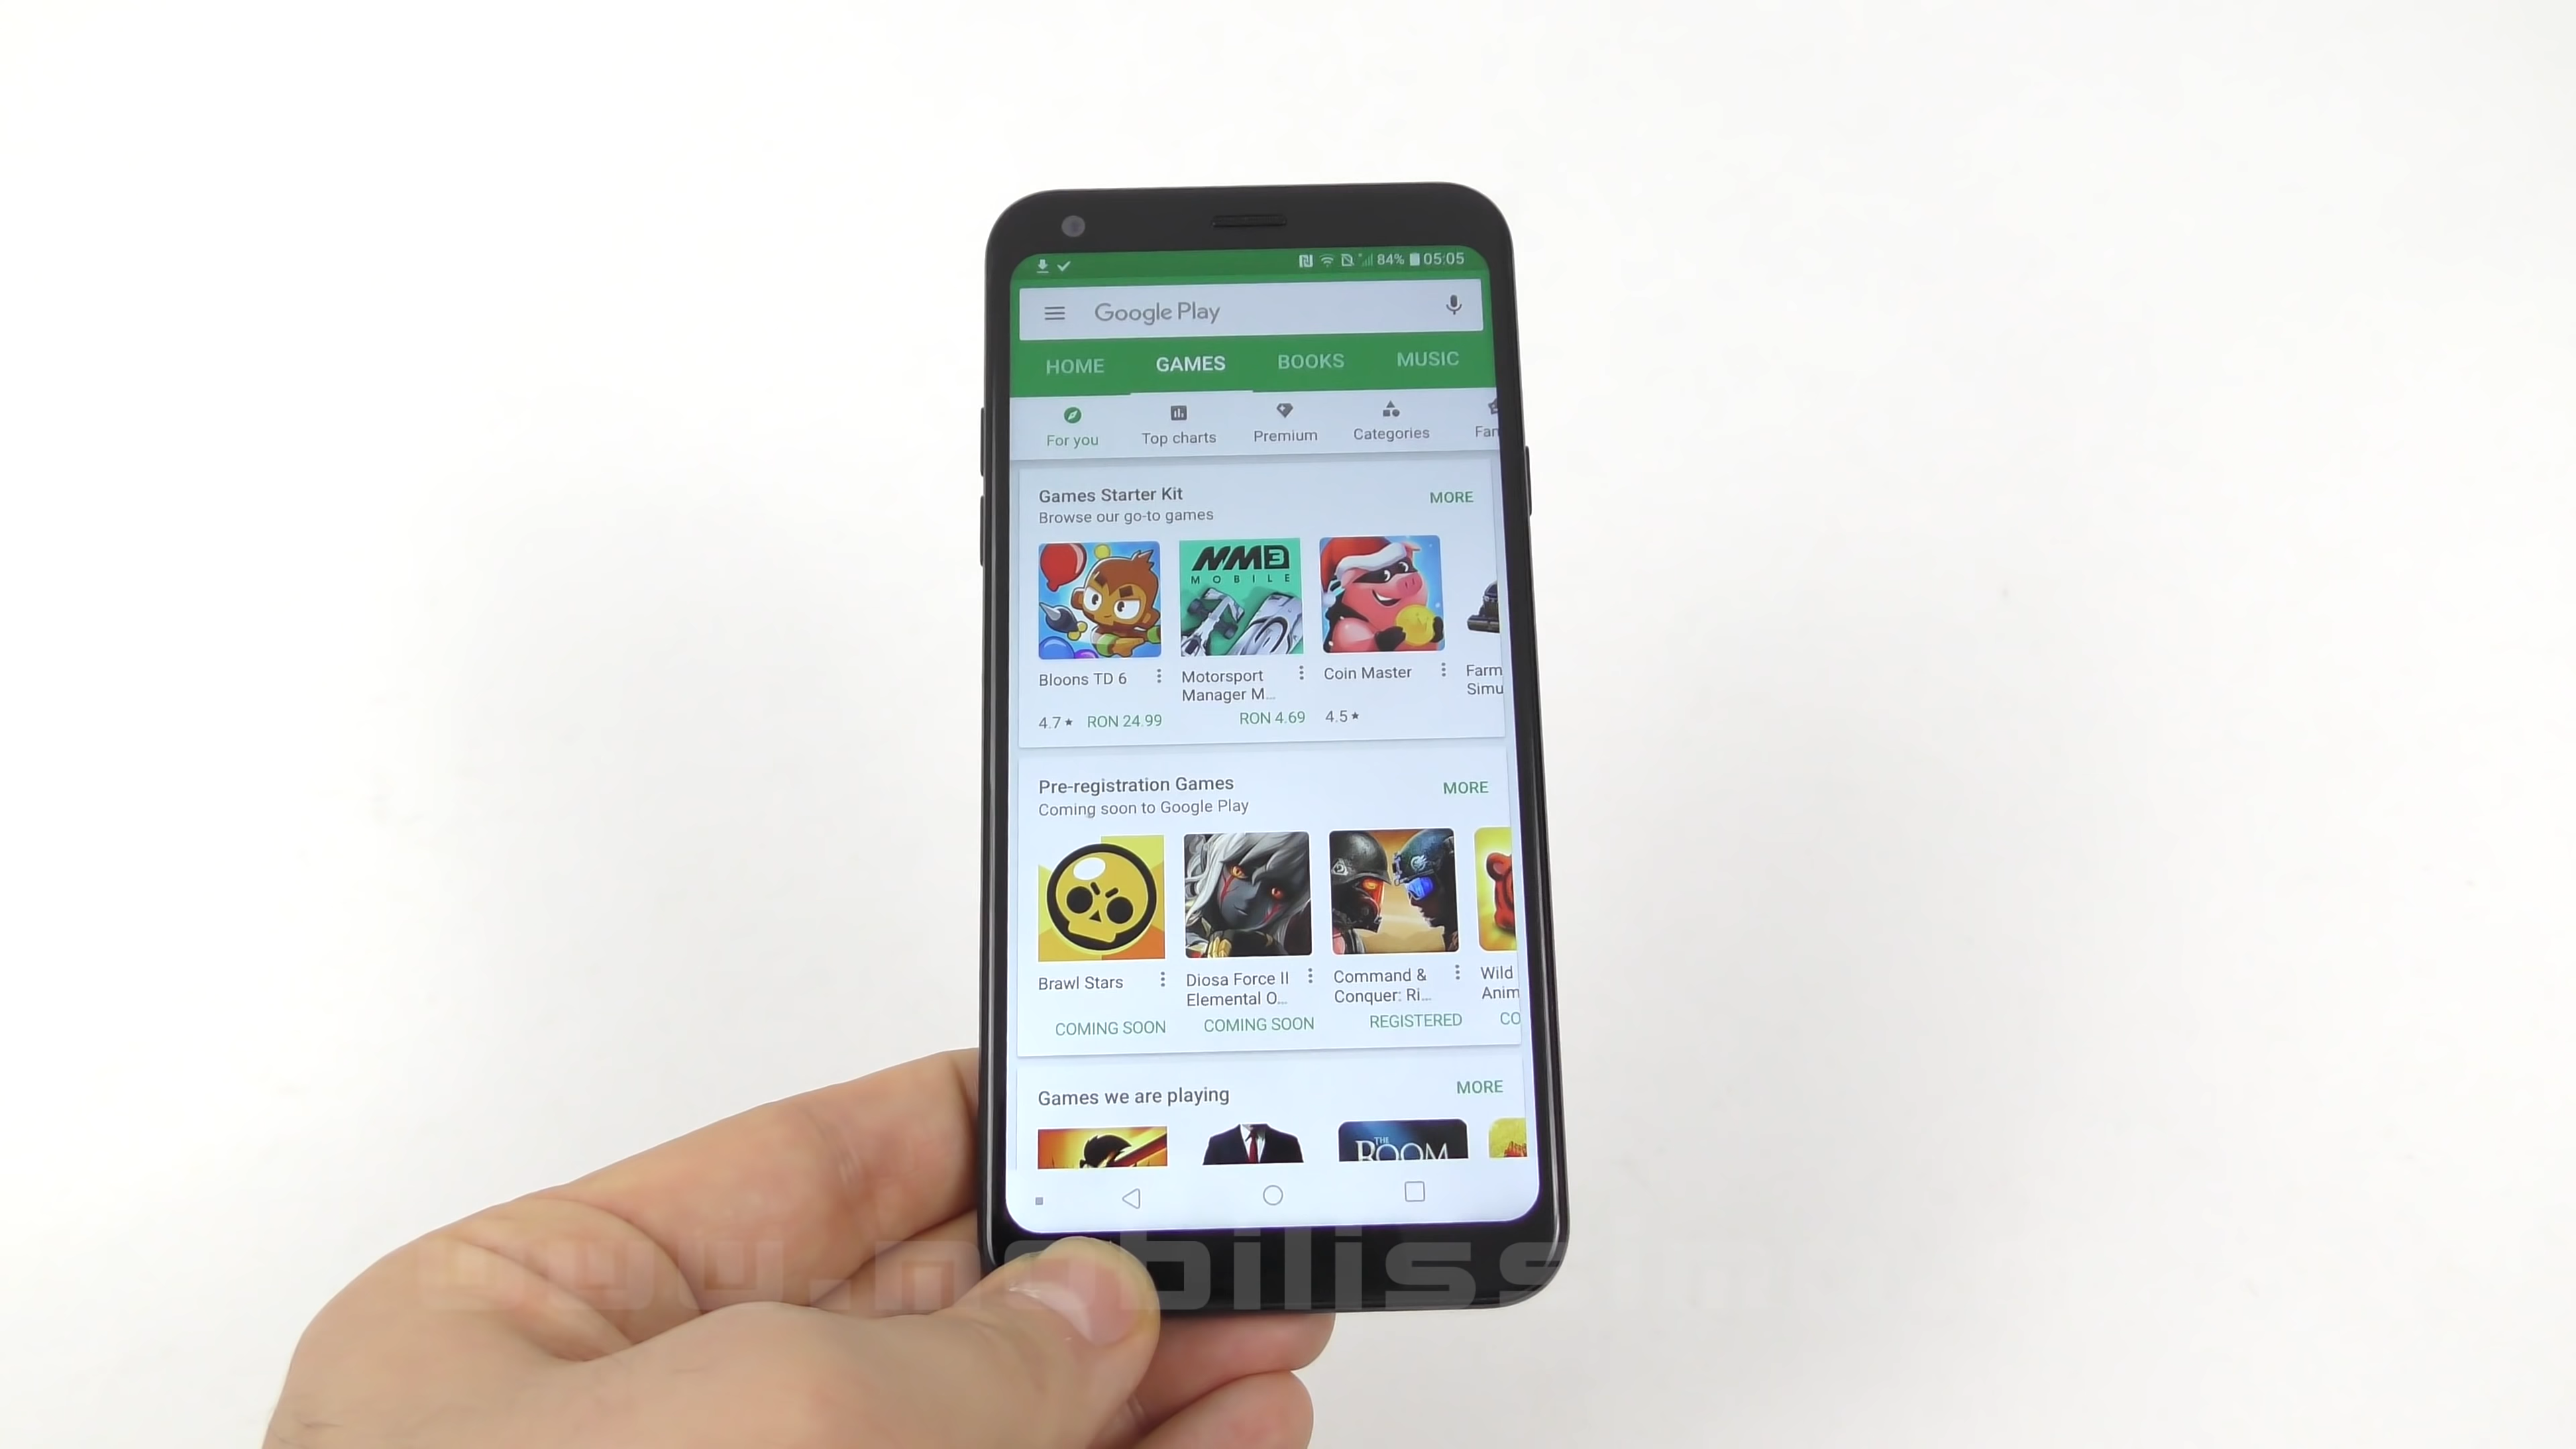 84% 05:05
Google Play
HOME GAMES BOOKS MUSIC
For you Top charts Premium Categories Fan
Games Starter Kit MORE
Browse our go-to games
MM3
MOBILE
Bloons TD 6
Motorsport
Manager M...
Coin Master
Farm
Simu
4.7★ RON 24.99 RON 4.69 4.5★
Pre-registration Games MORE
Coming soon to Google Play
Brawl Stars
Diosa Force II
Elemental O...
Command &
Conquer: Ri...
Wild
Anim
COMING SOON COMING SOON REGISTERED CO
Games we are playing MORE
THE
ROOM
www.mobilissim